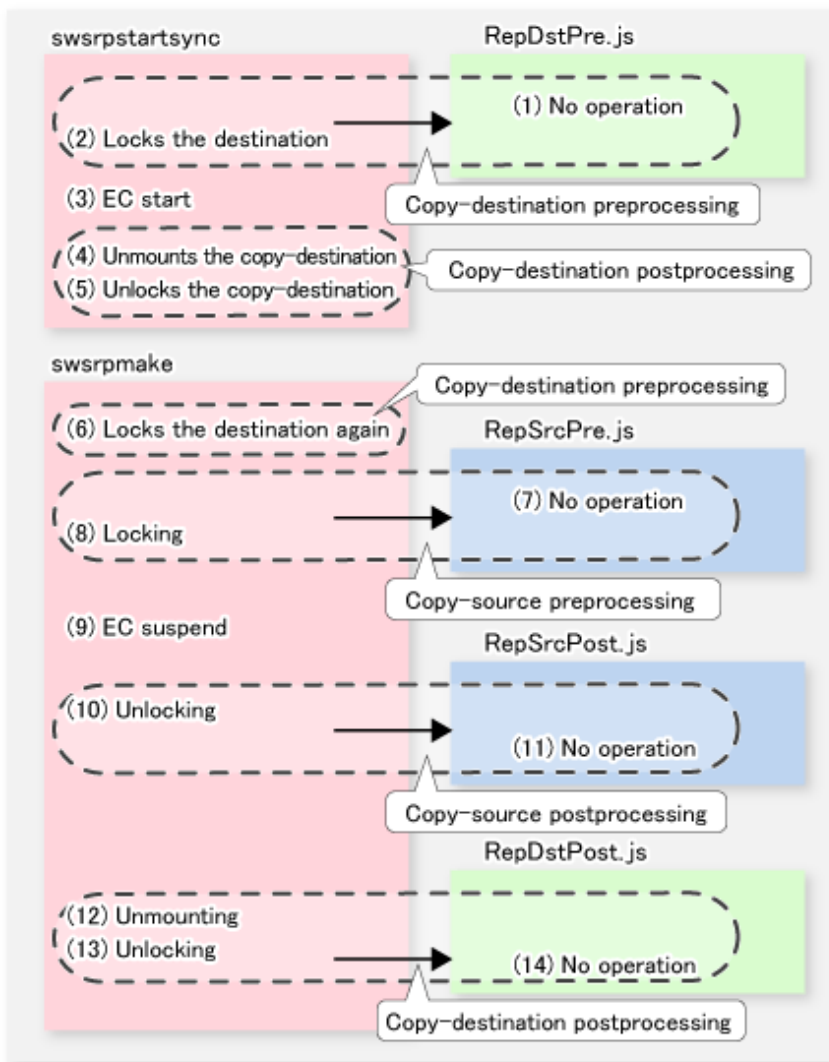 swsrpstartsync
RepDstPre.js
(1) No operation
(2) Locks the destination
(3) EC start
Copy-destination preprocessing
(4) Unmounts the copy-destination
(5) Unlocks the copy-destination
Copy-destination postprocessing
swsrpmake
Copy-destination preprocessing
(6) Locks the destination again
RepSrcPre.js
(7) No operation
(8) Locking
Copy-source preprocessing
(9) EC suspend
RepSrcPost.js
(10) Unlocking
(11) No operation
Copy-source postprocessing
RepDstPost.js
(12) Unmounting
(13) Unlocking
(14) No operation
Copy-destination postprocessing